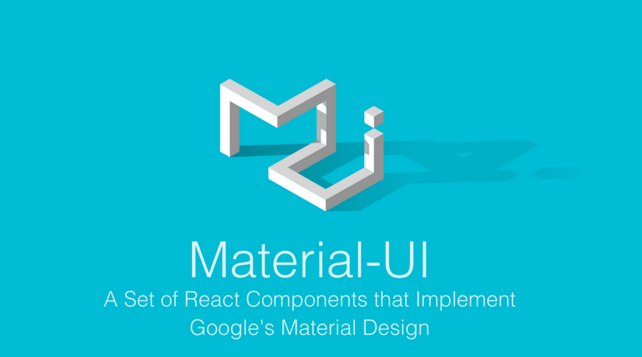 Material-UI
A Set of React Components that Implement
Google's Material Design